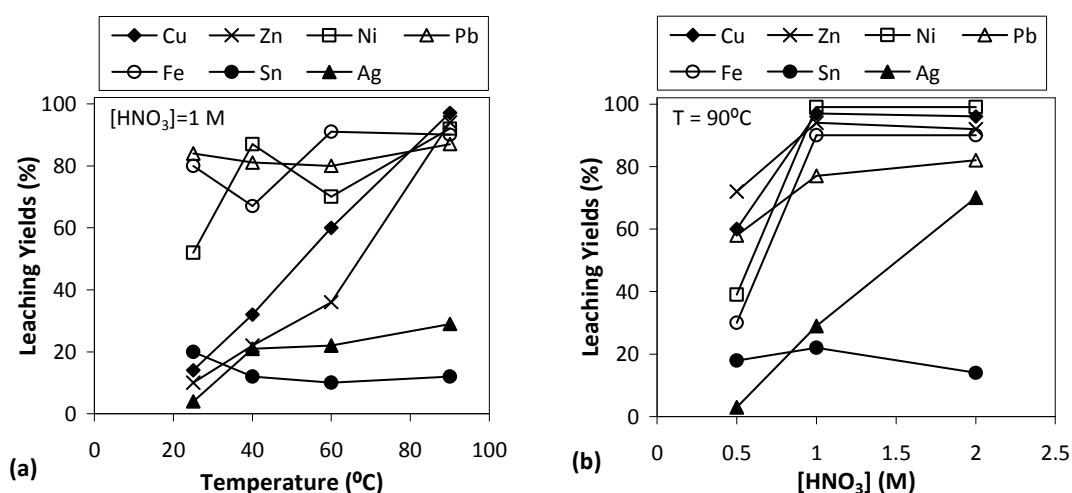 Cu Zn Ni Pb
Fe Sn Ag
[HNO₃]=1 M
100
80
60
40
20
0
0 20 40 60 80 100
Leaching Yields (%)
Temperature (⁰C)
(a)
Cu Zn Ni Pb
Fe Sn Ag
T = 90⁰C
100
80
60
40
20
0
0 0.5 1 1.5 2 2.5
Leaching Yields (%)
[HNO₃] (M)
(b)